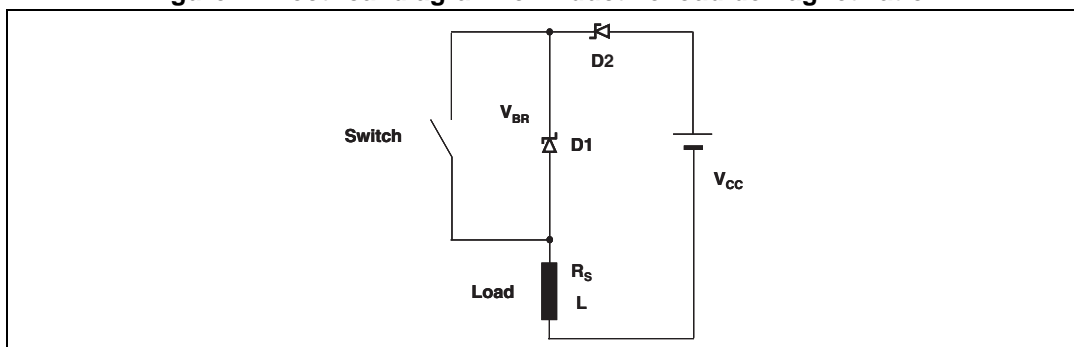 D2
V_BR
Switch
D1
V_CC
R_S
Load
L